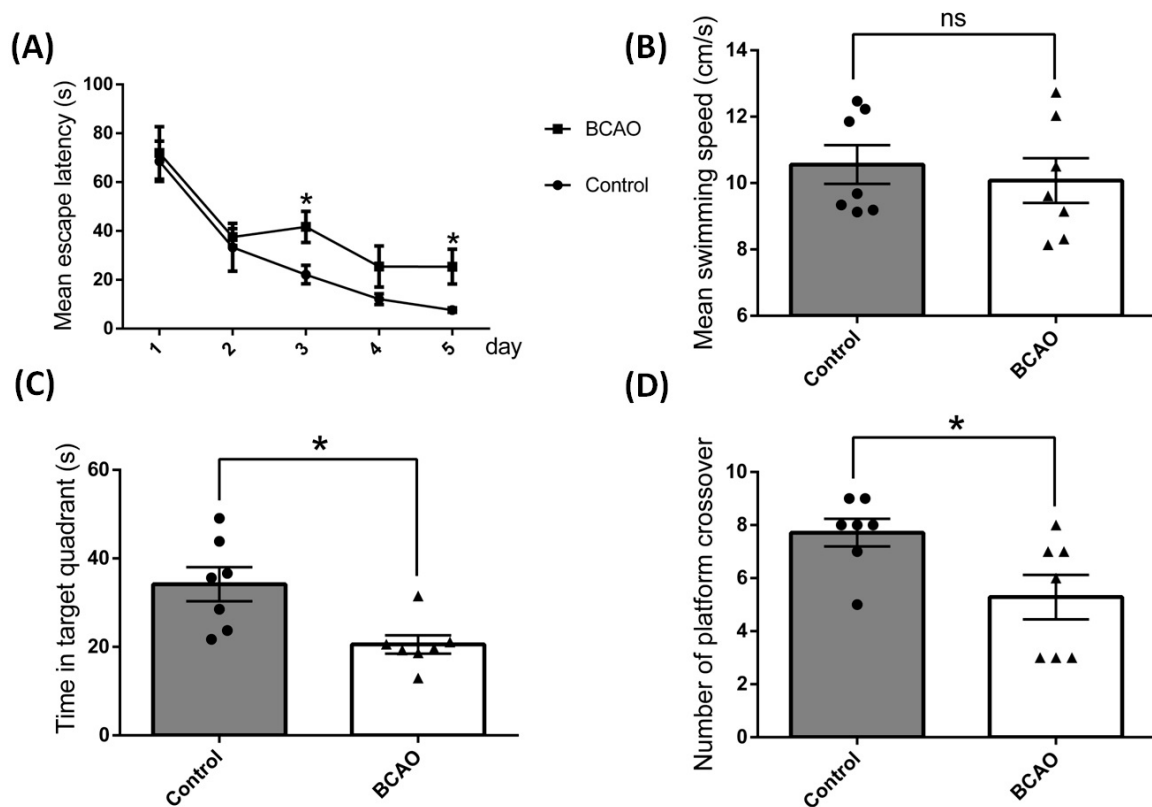 (A)
Mean escape latency (s)
100
80
60
40
20
0
*
*
1
2
3
4
5
day
BCAO
Control
(B)
Mean swimming speed (cm/s)
14
12
10
8
6
ns
Control
BCAO
(C)
Time in target quadrant (s)
60
40
20
0
*
Control
BCAO
(D)
Number of platform crossover
10
8
6
4
2
0
*
Control
BCAO